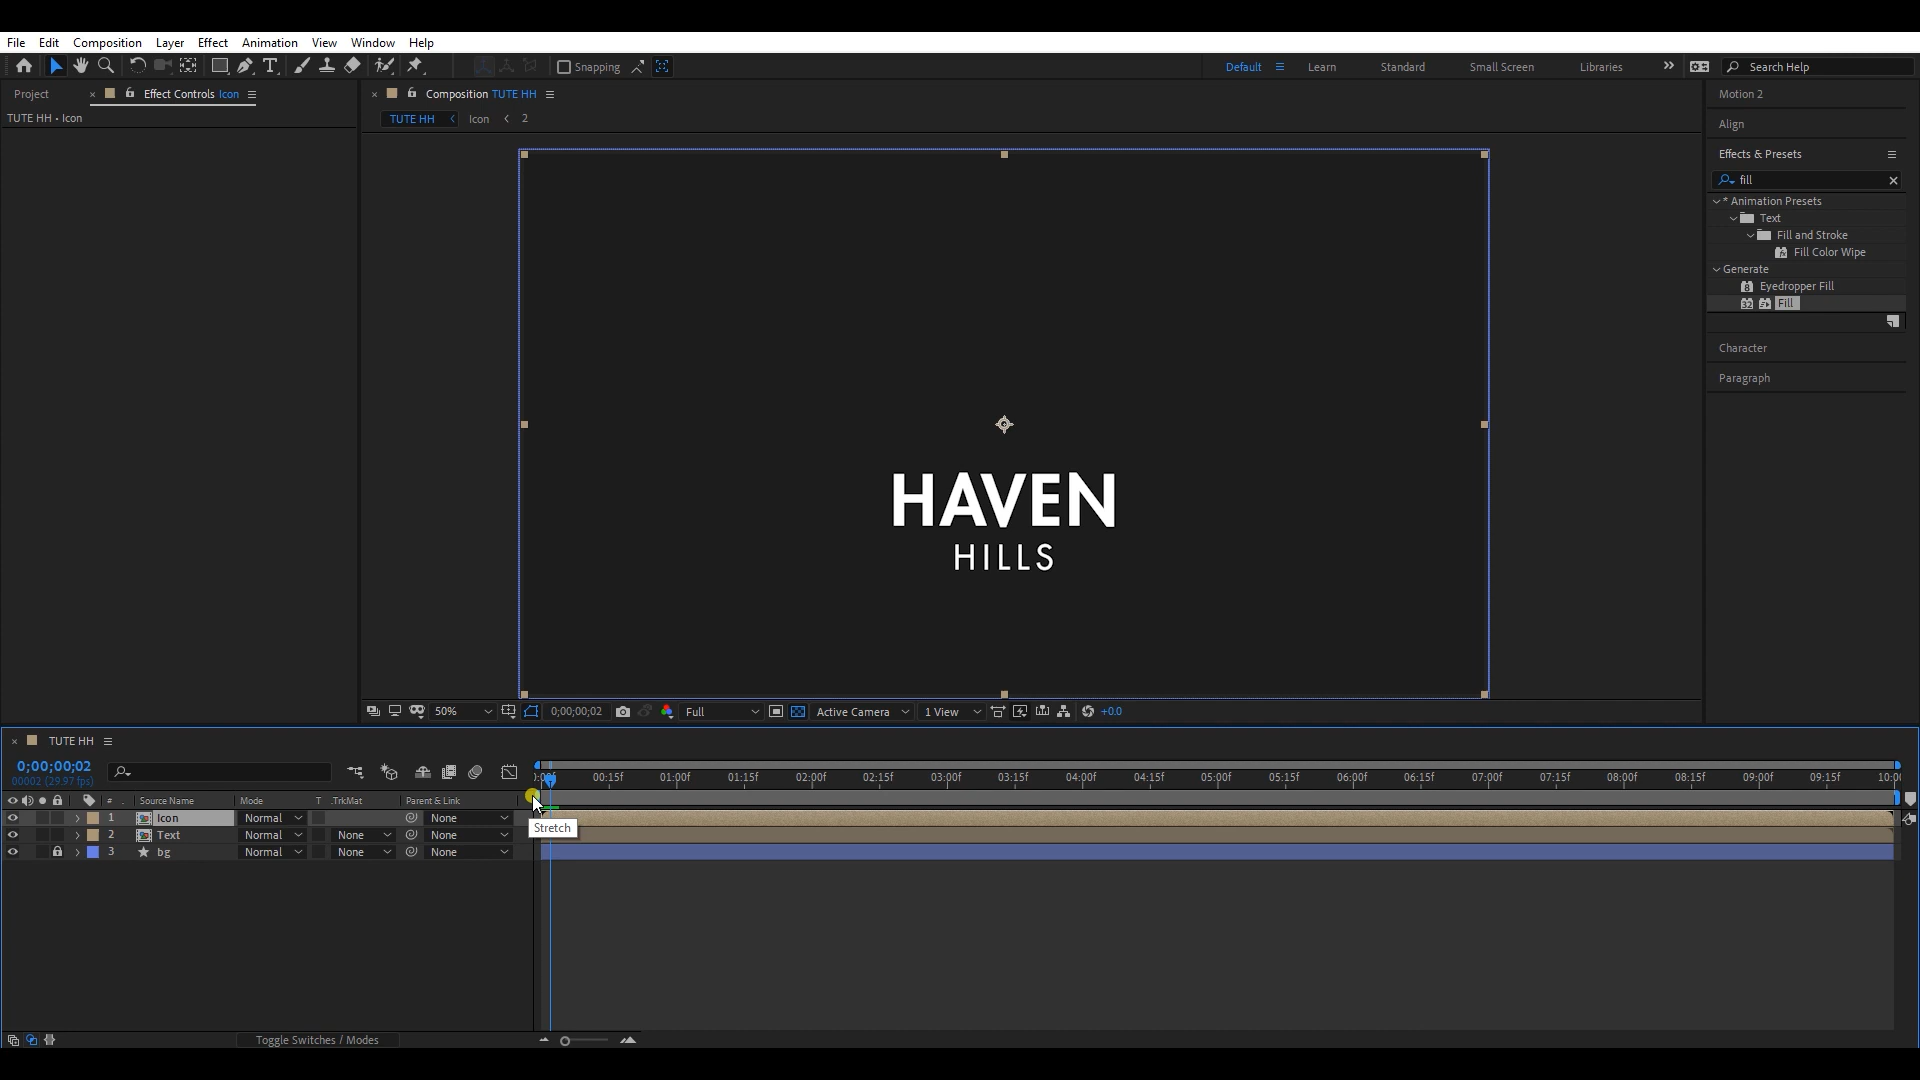 File Edit Composition Layer Effect Animation View Window Help
Snapping Default Learn Standard Small Screen Libraries Search Help
Project Effect Controls Icon
TUTE HH • Icon
Composition TUTE HH
TUTE HH Icon 2
HAVEN
HILLS
50% 0;00;00;02 Full Active Camera 1 View +0.0
Motion 2
Align
Effects & Presets
fill
* Animation Presets
Text
Fill and Stroke
Fill Color Wipe
Generate
Eyedropper Fill
32 Fill
Character
Paragraph
TUTE HH
0;00;00;02
00002 (29.97 fps)
00:15f 01:00f 01:15f 02:00f 02:15f 03:00f 03:15f 04:00f 04:15f 05:00f 05:15f 06:00f 06:15f 07:00f 07:15f 08:00f 08:15f 09:00f 09:15f
# Source Name Mode T .TrkMat Parent & Link
1 Icon Normal None
2 Text Normal None None
3 bg Normal None None
Stretch
Toggle Switches / Modes